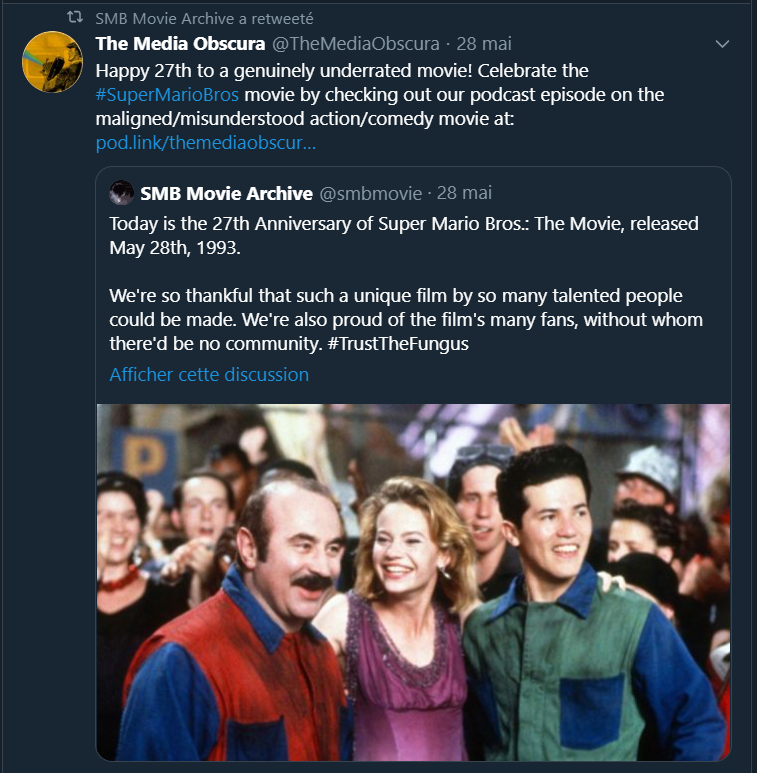 SMB Movie Archive a retweeté
The Media Obscura @TheMediaObscura · 28 mai
Happy 27th to a genuinely underrated movie! Celebrate the
#SuperMarioBros movie by checking out our podcast episode on the
maligned/misunderstood action/comedy movie at:
pod.link/themediaobscur...
SMB Movie Archive @smbmovie · 28 mai
Today is the 27th Anniversary of Super Mario Bros.: The Movie, released
May 28th, 1993.
We're so thankful that such a unique film by so many talented people
could be made. We're also proud of the film's many fans, without whom
there'd be no community. #TrustTheFungus
Afficher cette discussion
P